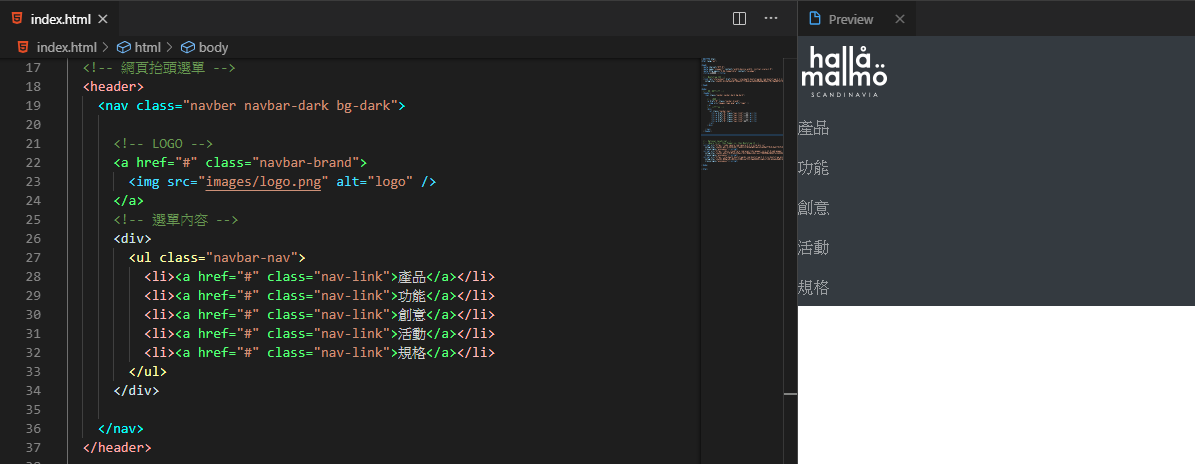 index.html
Preview
index.html > html > body
17 <!-- 網頁抬頭選單 -->
18 <header>
19 <nav class="navber navbar-dark bg-dark">
20
21 <!-- LOGO -->
22 <a href="#" class="navbar-brand">
23 <img src="images/logo.png" alt="logo" />
24 </a>
25 <!-- 選單內容 -->
26 <div>
27 <ul class="navbar-nav">
28 <li><a href="#" class="nav-link">產品</a></li>
29 <li><a href="#" class="nav-link">功能</a></li>
30 <li><a href="#" class="nav-link">創意</a></li>
31 <li><a href="#" class="nav-link">活動</a></li>
32 <li><a href="#" class="nav-link">規格</a></li>
33 </ul>
34 </div>
35
36 </nav>
37 </header>
hallå
malmö
SCANDINAVIA
產品
功能
創意
活動
規格